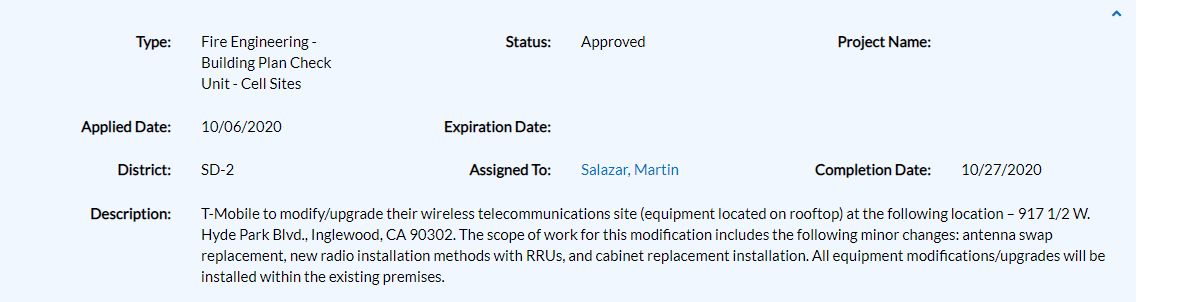 Type: Fire Engineering - Status: Approved Project Name:
Building Plan Check
Unit - Cell Sites
Applied Date: 10/06/2020 Expiration Date:
District: SD-2 Assigned To: Salazar, Martin Completion Date: 10/27/2020
Description: T-Mobile to modify/upgrade their wireless telecommunications site (equipment located on rooftop) at the following location – 917 1/2 W.
Hyde Park Blvd., Inglewood, CA 90302. The scope of work for this modification includes the following minor changes: antenna swap
replacement, new radio installation methods with RRUs, and cabinet replacement installation. All equipment modifications/upgrades will be
installed within the existing premises.